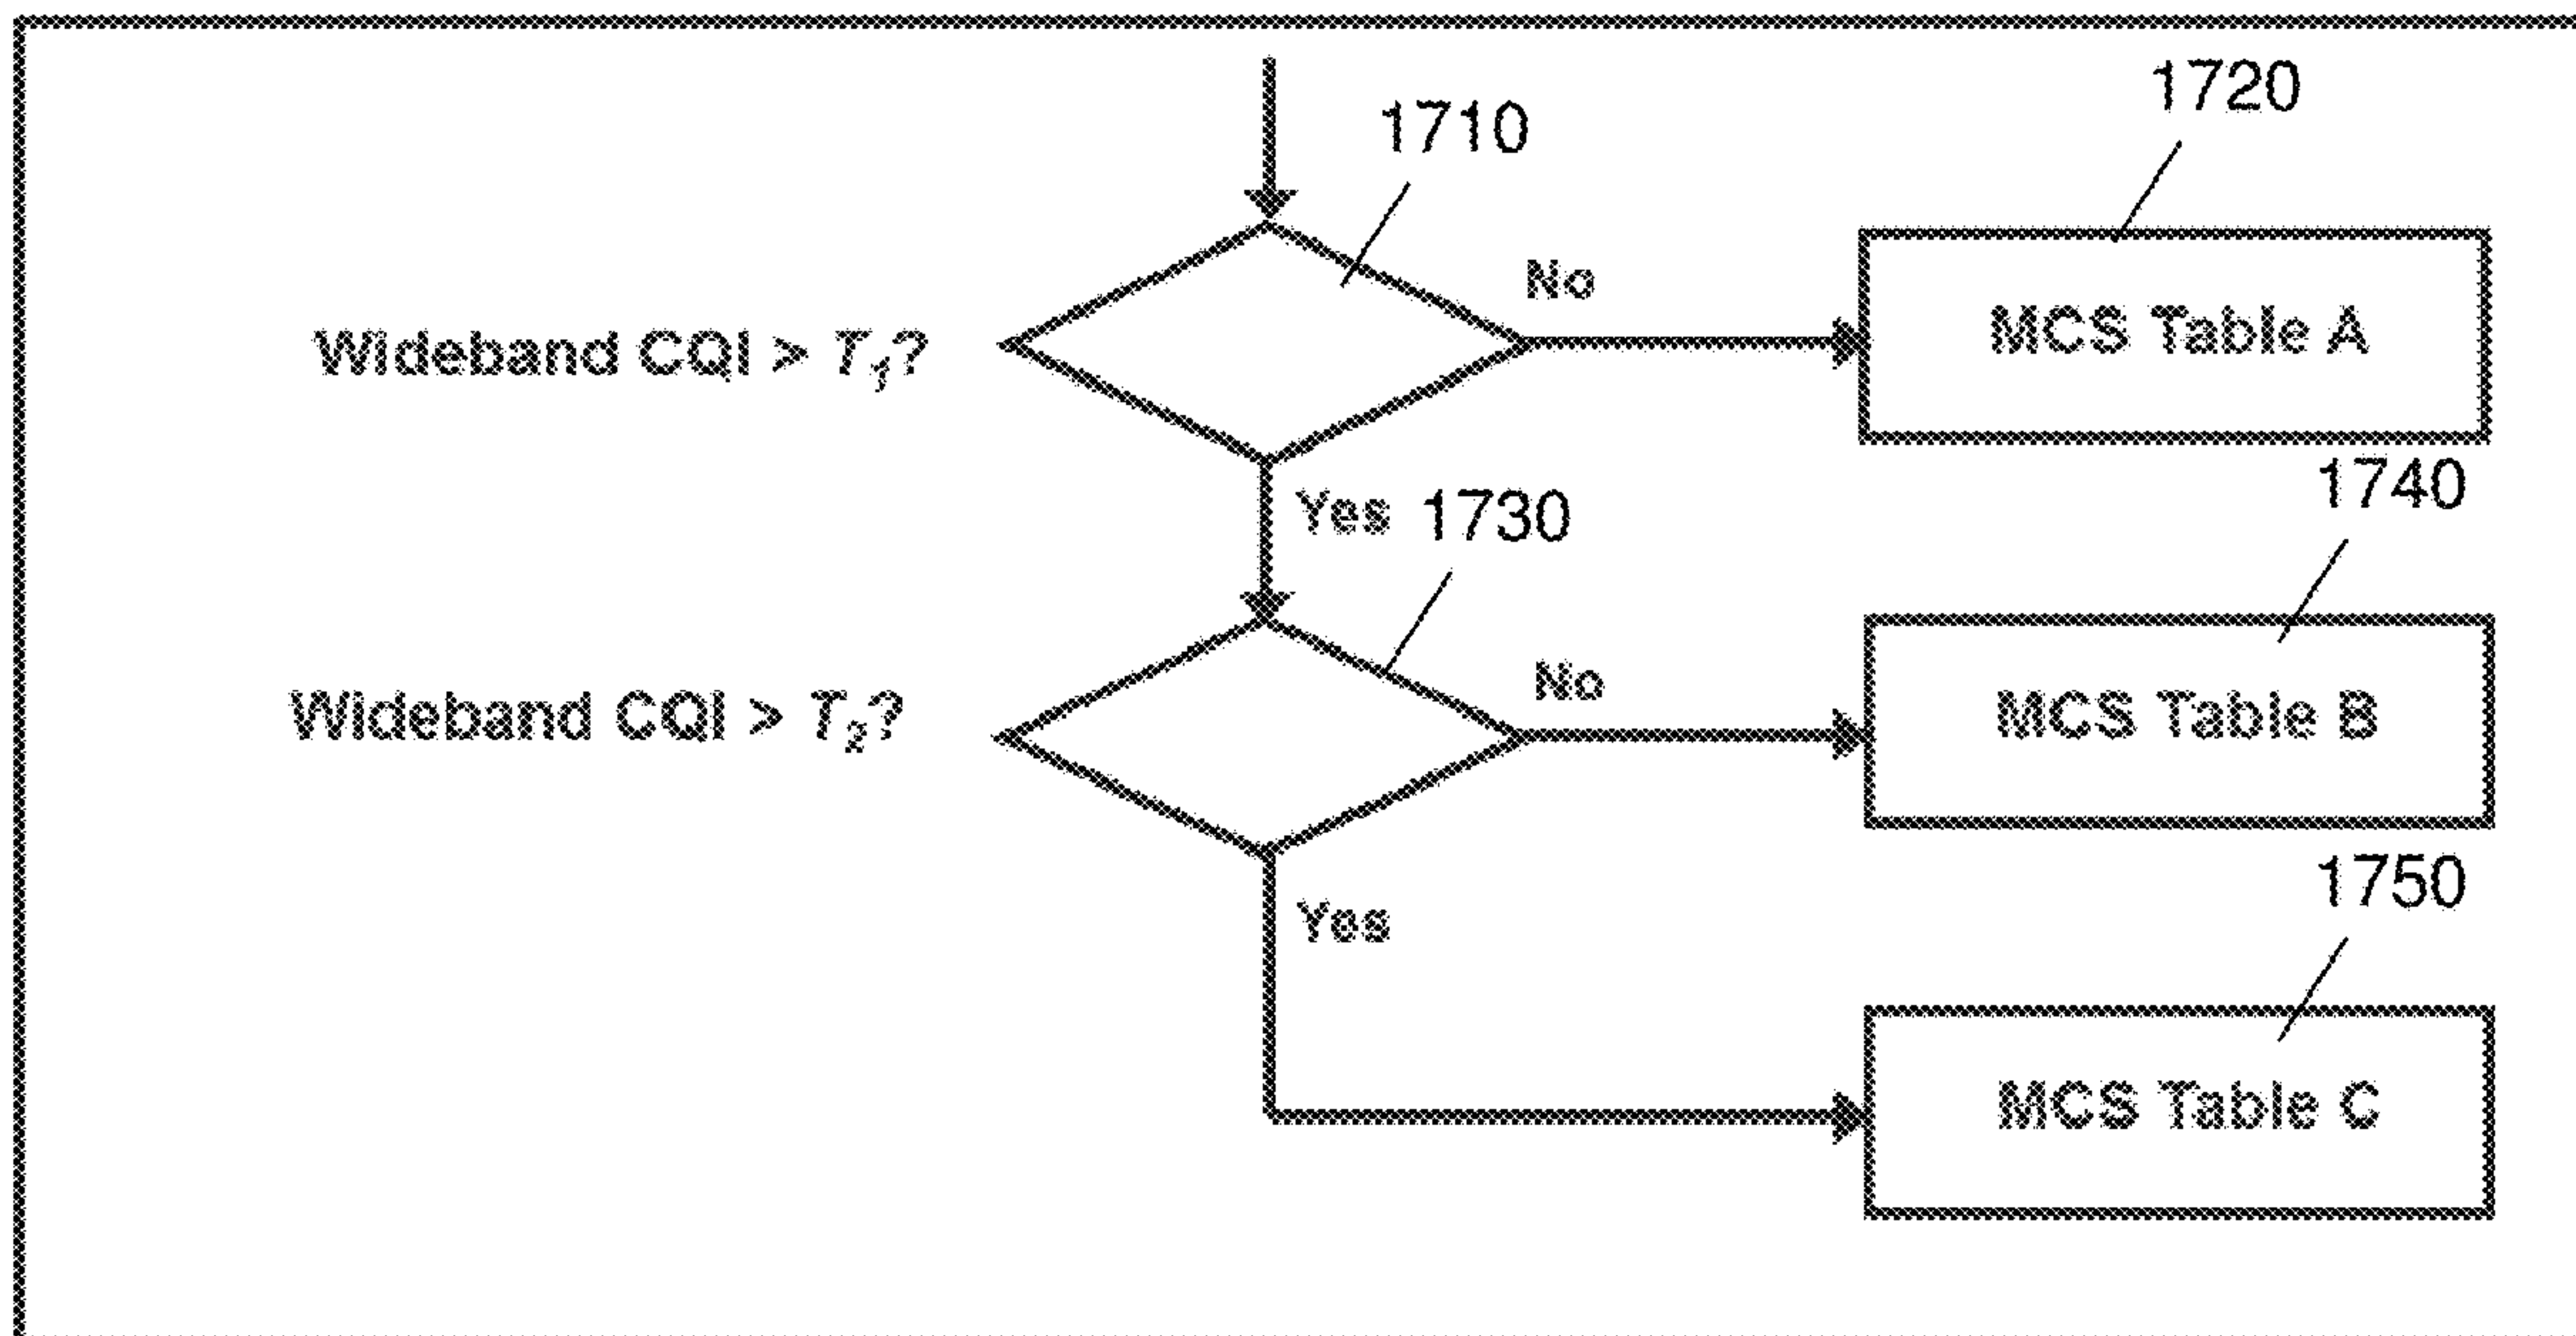 1720
1710
No
MCS Table A
Wideband CQI > T₁?
1740
Yes
1730
No
MCS Table B
Wideband CQI > T₂?
1750
Yes
MCS Table C